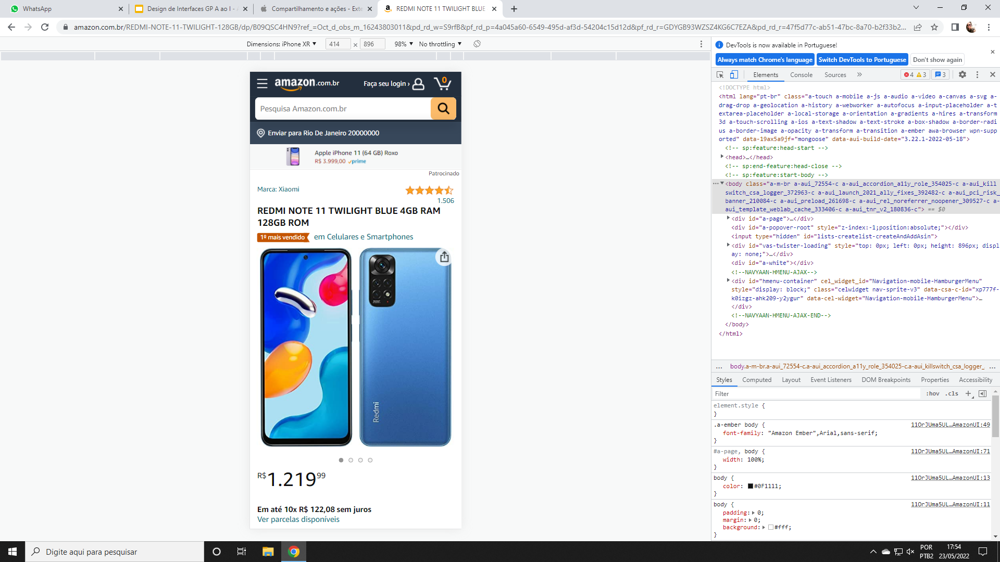 WhatsApp
Design de Interfaces GP A ao I - A
Compartilhamento e ações - Exte
REDMI NOTE 11 TWILIGHT BLUE
amazon.com.br/REDMI-NOTE-11-TWILIGHT-128GB/dp/B09QSC4HN9?ref_=Oct_d_obs_m_16243803011&pd_rd_w=S9rfB&pf_rd_p=4a045a60-6549-495d-af3d-54204c15d12d&pf_rd_r=GDYGB93WZSZ4KG6C7EZA&pd_rd_r=47f5d77c-ab51-47bc-8a70-b2f33b2...
Dimensions: iPhone XR 414 × 896 98% No throttling
amazon.com.br Faça seu login › 0
Pesquisa Amazon.com.br
Enviar para Rio De Janeiro 20000000
Apple iPhone 11 (64 GB) Roxo
R$ 3.999,00 prime
Patrocinado
Marca: Xiaomi
1.506
REDMI NOTE 11 TWILIGHT BLUE 4GB RAM
128GB ROM
1º mais vendido em Celulares e Smartphones
Redmi
R$1.21999
Em até 10x R$ 122,08 sem juros
Ver parcelas disponíveis
DevTools is now available in Portuguese!
Always match Chrome's language Switch DevTools to Portuguese Don't show again
Elements Console Sources » 4 3 3
<!DOCTYPE html>
<html lang="pt-br" class="a-touch a-mobile a-js a-audio a-video a-canvas a-svg a-
drag-drop a-geolocation a-history a-webworker a-autofocus a-input-placeholder a-t
extarea-placeholder a-local-storage a-orientation a-gradients a-hires a-transform
3d a-touch-scrolling a-ios a-text-shadow a-text-stroke a-box-shadow a-border-radi
us a-border-image a-opacity a-transform a-transition a-ember awa-browser wpn-supp
orted" data-19ax5a9jf="mongoose" data-aui-build-date="3.22.1-2022-05-18">
<!-- sp:feature:head-start -->
<head>…</head>
<!-- sp:end-feature:head-close -->
<!-- sp:feature:start-body -->
<body class="a-m-br a-aui_72554-c a-aui_accordion_a11y_role_354025-c a-aui_kill
switch_csa_logger_372963-c a-aui_launch_2021_ally_fixes_392482-c a-aui_pci_risk_
banner_210084-c a-aui_preload_261698-c a-aui_rel_noreferrer_noopener_309527-c a-
aui_template_weblab_cache_333406-c a-aui_tnr_v2_180836-c"> == $0
<div id="a-page">…</div>
<div id="a-popover-root" style="z-index:-1;position:absolute;"></div>
<input type="hidden" id="lists-createlist-createAndAddAsin">
<div id="vas-twister-loading" style="top: 0px; left: 0px; height: 896px; displ
ay: none;">…</div>
<div id="a-white"></div>
<!--NAVYAAN-HMENU-AJAX-->
<div id="hmenu-container" cel_widget_id="Navigation-mobile-HamburgerMenu"
style="display: block;" class="celwidget nav-sprite-v3" data-csa-c-id="xp777f-
k0izgz-ahk209-y2ygur" data-cel-widget="Navigation-mobile-HamburgerMenu">…
</div>
<!--NAVYAAN-HMENU-AJAX-END-->
</body>
</html>
... body.a-m-br.a-aui_72554-c.a-aui_accordion_a11y_role_354025-c.a-aui_killswitch_csa_logger_ ...
Styles Computed Layout Event Listeners DOM Breakpoints Properties Accessibility
Filter :hov .cls +
element.style {
}
.a-ember body { 11OrJUma5UL…AmazonUI:49
font-family: "Amazon Ember",Arial,sans-serif;
}
#a-page, body { 11OrJUma5UL…AmazonUI:71
width: 100%;
}
body { 11OrJUma5UL…AmazonUI:13
color: #0F1111;
}
body { 11OrJUma5UL…AmazonUI:11
padding: 0;
margin: 0;
background: #fff;
}
Digite aqui para pesquisar
POR
PTB2
17:54
23/05/2022